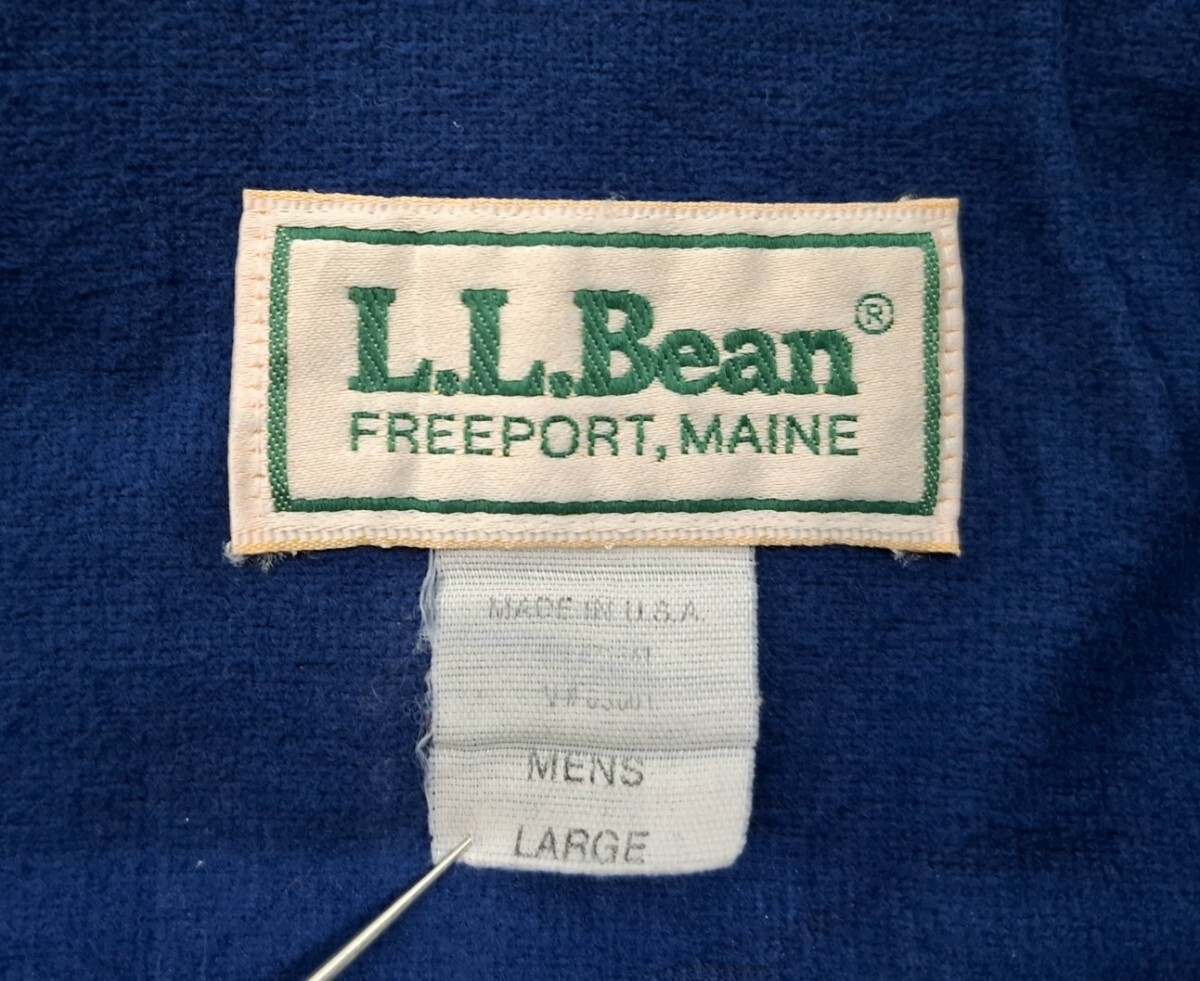 L.L.Bean®
FREEPORT, MAINE
MADE IN U.S.A.
MENS
LARGE